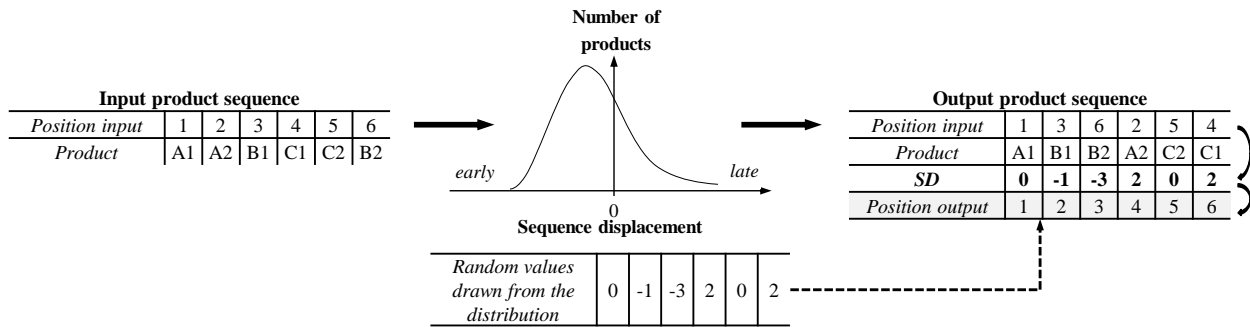 Input product sequence
Position input 1 2 3 4 5 6
Product A1 A2 B1 C1 C2 B2
Number of
products
early
late
0
Sequence displacement
Random values
drawn from the
distribution
0 -1 -3 2 0 2
Output product sequence
Position input 1 3 6 2 5 4
Product A1 B1 B2 A2 C2 C1
SD 0 -1 -3 2 0 2
Position output 1 2 3 4 5 6